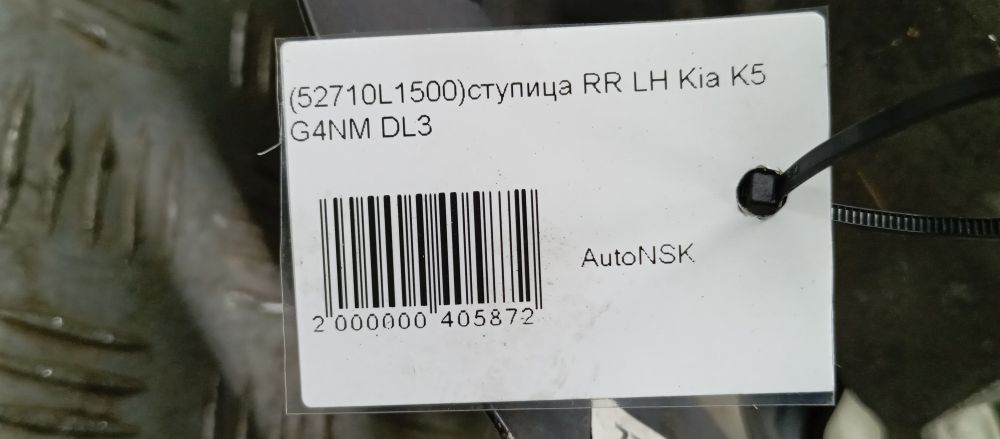 (52710L1500)ступица RR LH Kia K5
G4NM DL3
AutoNSK
2 000000 405872